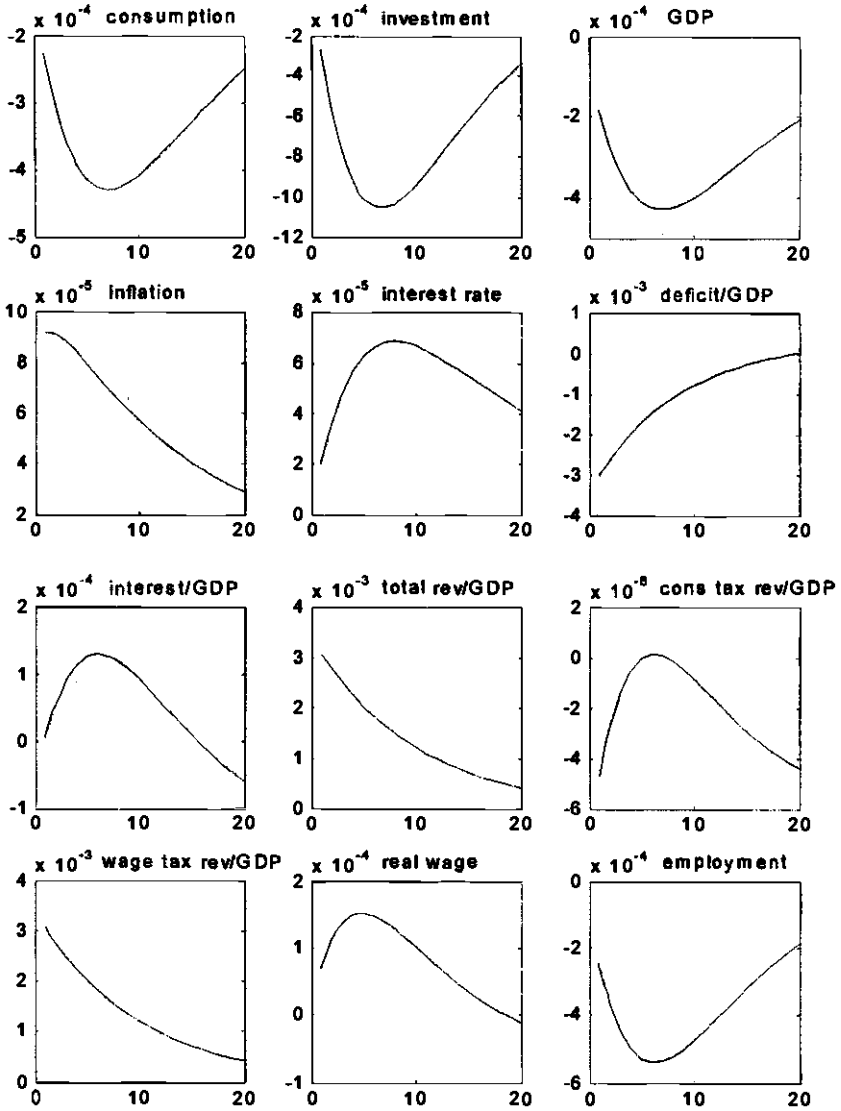 x 10^-4 consumption
-2
-3
-4
-5
0 10 20
x 10^-4 investment
-2
-4
-6
-8
-10
-12
0 10 20
x 10^-4 GDP
0
-2
-4
0 10 20
x 10^-5 inflation
10
8
6
4
2
0 10 20
x 10^-5 interest rate
8
6
4
2
0
0 10 20
x 10^-3 deficit/GDP
1
0
-1
-2
-3
-4
0 10 20
x 10^-4 interest/GDP
2
1
0
-1
0 10 20
x 10^-3 total rev/GDP
4
3
2
1
0
0 10 20
cons tax rev/GDP
2
0
-2
-4
-6
0 10 20
x 10^-3 wage tax rev/GDP
4
3
2
1
0
0 10 20
x 10^-4 real wage
2
1
0
-1
0 10 20
x 10^-4 employment
0
-2
-4
-6
0 10 20